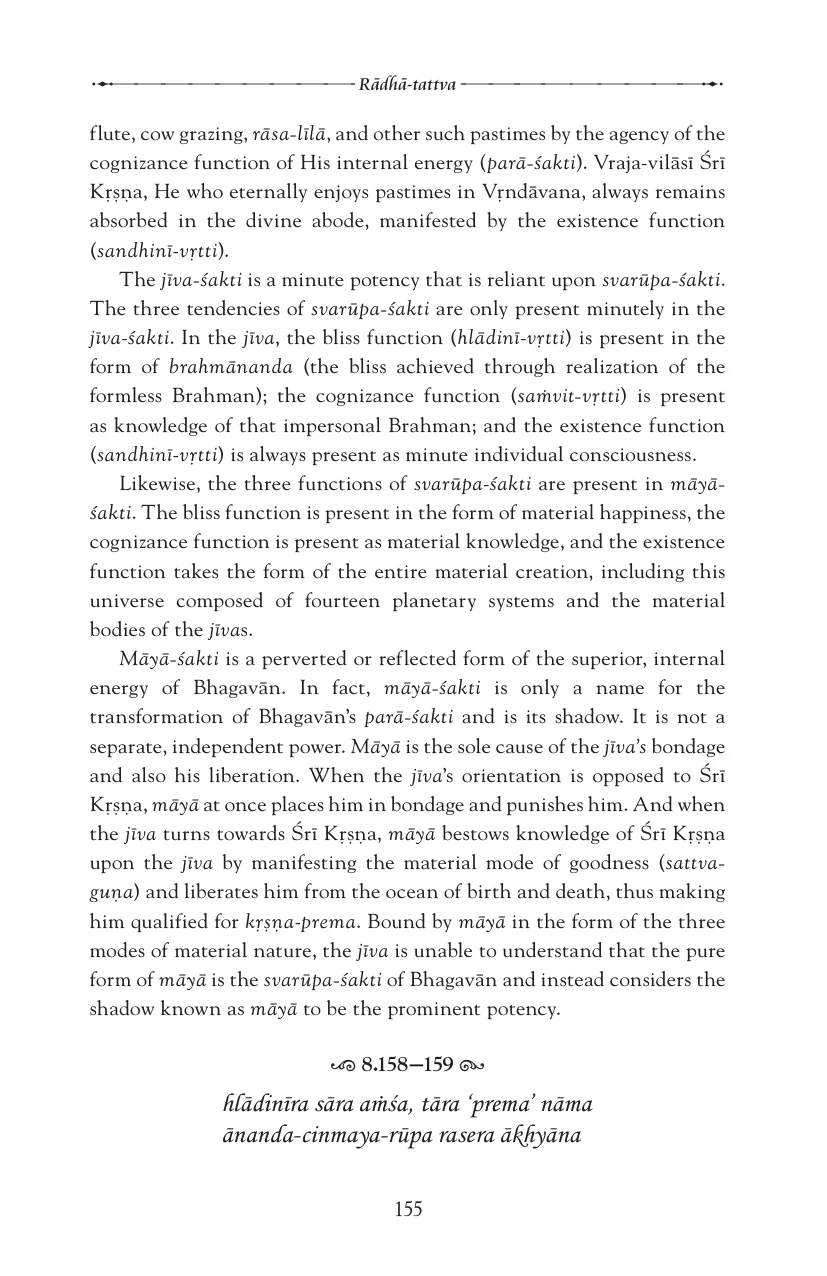 Rādhā-tattva
flute, cow grazing, rāsa-līlā, and other such pastimes by the agency of the
cognizance function of His internal energy (parā-śakti). Vraja-vilāsī Śrī
Kṛṣṇa, He who eternally enjoys pastimes in Vṛndāvana, always remains
absorbed in the divine abode, manifested by the existence function
(sandhinī-vṛtti).
The jīva-śakti is a minute potency that is reliant upon svarūpa-śakti.
The three tendencies of svarūpa-śakti are only present minutely in the
jīva-śakti. In the jīva, the bliss function (hlādinī-vṛtti) is present in the
form of brahmānanda (the bliss achieved through realization of the
formless Brahman); the cognizance function (saṁvit-vṛtti) is present
as knowledge of that impersonal Brahman; and the existence function
(sandhinī-vṛtti) is always present as minute individual consciousness.
Likewise, the three functions of svarūpa-śakti are present in māyā-
śakti. The bliss function is present in the form of material happiness, the
cognizance function is present as material knowledge, and the existence
function takes the form of the entire material creation, including this
universe composed of fourteen planetary systems and the material
bodies of the jīvas.
Māyā-śakti is a perverted or reflected form of the superior, internal
energy of Bhagavān. In fact, māyā-śakti is only a name for the
transformation of Bhagavān’s parā-śakti and is its shadow. It is not a
separate, independent power. Māyā is the sole cause of the jīva’s bondage
and also his liberation. When the jīva’s orientation is opposed to Śrī
Kṛṣṇa, māyā at once places him in bondage and punishes him. And when
the jīva turns towards Śrī Kṛṣṇa, māyā bestows knowledge of Śrī Kṛṣṇa
upon the jīva by manifesting the material mode of goodness (sattva-
guṇa) and liberates him from the ocean of birth and death, thus making
him qualified for kṛṣṇa-prema. Bound by māyā in the form of the three
modes of material nature, the jīva is unable to understand that the pure
form of māyā is the svarūpa-śakti of Bhagavān and instead considers the
shadow known as māyā to be the prominent potency.
8.158–159
hlādinīra sāra aṁśa, tāra ‘prema’ nāma
ānanda-cinmaya-rūpa rasera ākhyāna
155